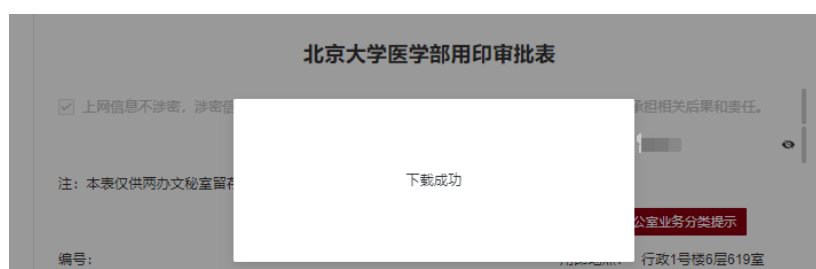 北京大学医学部用印审批表
上网信息不涉密，涉密信
承担相关后果和责任。
注：本表仅供两办文秘室留存
下载成功
公室业务分类提示
编号：
行政1号楼6层619室